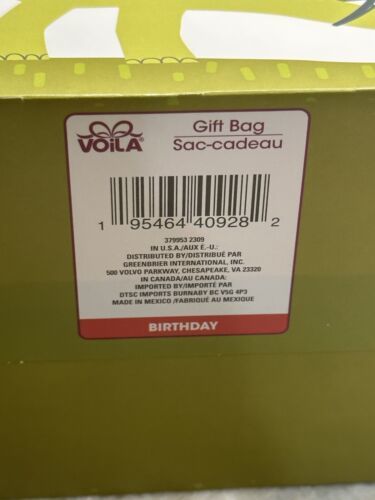 VOiLA®
Gift Bag
Sac-cadeau
1 95464 40928 2
379953 2309
IN U.S.A./AUX É.-U.:
DISTRIBUTED BY/DISTRIBUÉ PAR
GREENBRIER INTERNATIONAL, INC.
500 VOLVO PARKWAY, CHESAPEAKE, VA 23320
IN CANADA/AU CANADA:
IMPORTED BY/IMPORTÉ PAR
DTSC IMPORTS BURNABY BC V5G 4P3
MADE IN MEXICO /FABRIQUÉ AU MEXIQUE
BIRTHDAY